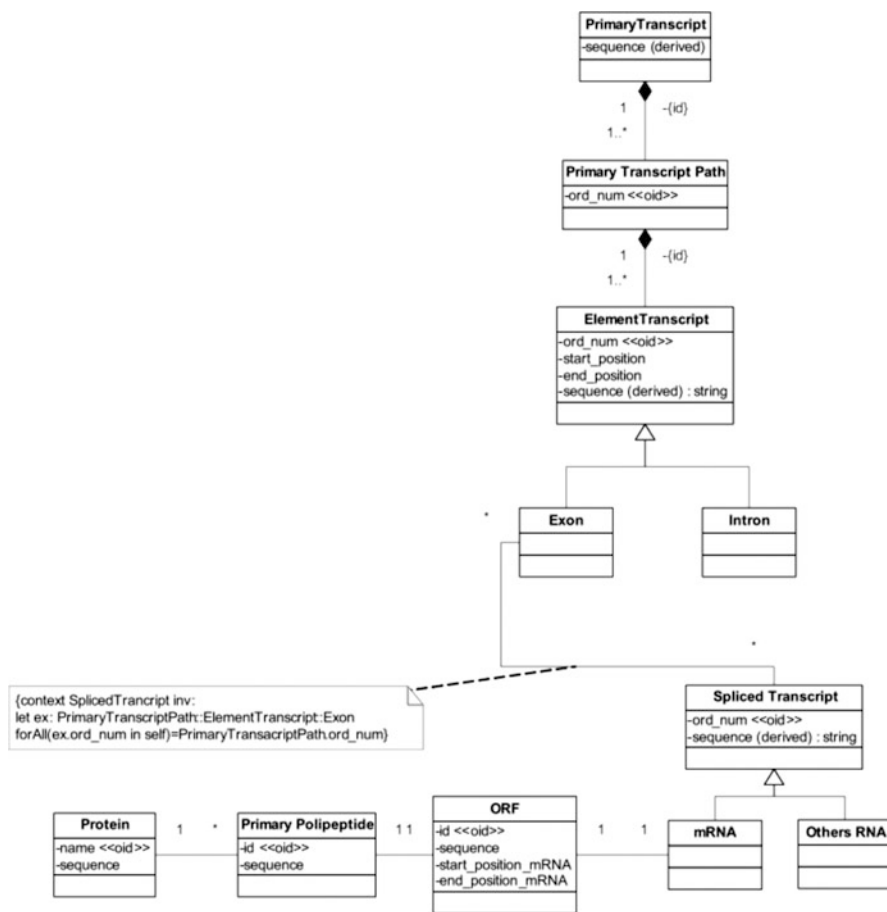 PrimaryTranscript
-sequence (derived)
1 -{id}
1..*
Primary Transcript Path
-ord_num <<oid>>
1 -{id}
1..*
ElementTranscript
-ord_num <<oid>>
-start_position
-end_position
-sequence (derived) : string
* Exon Intron
*
{context SplicedTrancript inv:
let ex: PrimaryTranscriptPath::ElementTranscript::Exon
forAll(ex.ord_num in self)=PrimaryTransacriptPath.ord_num}
Spliced Transcript
-ord_num <<oid>>
-sequence (derived) : string
Protein
-name <<oid>>
-sequence
1 *
Primary Polipeptide
-id <<oid>>
-sequence
1 1
ORF
-id <<oid>>
-sequence
-start_position_mRNA
-end_position_mRNA
1 1
mRNA
Others RNA